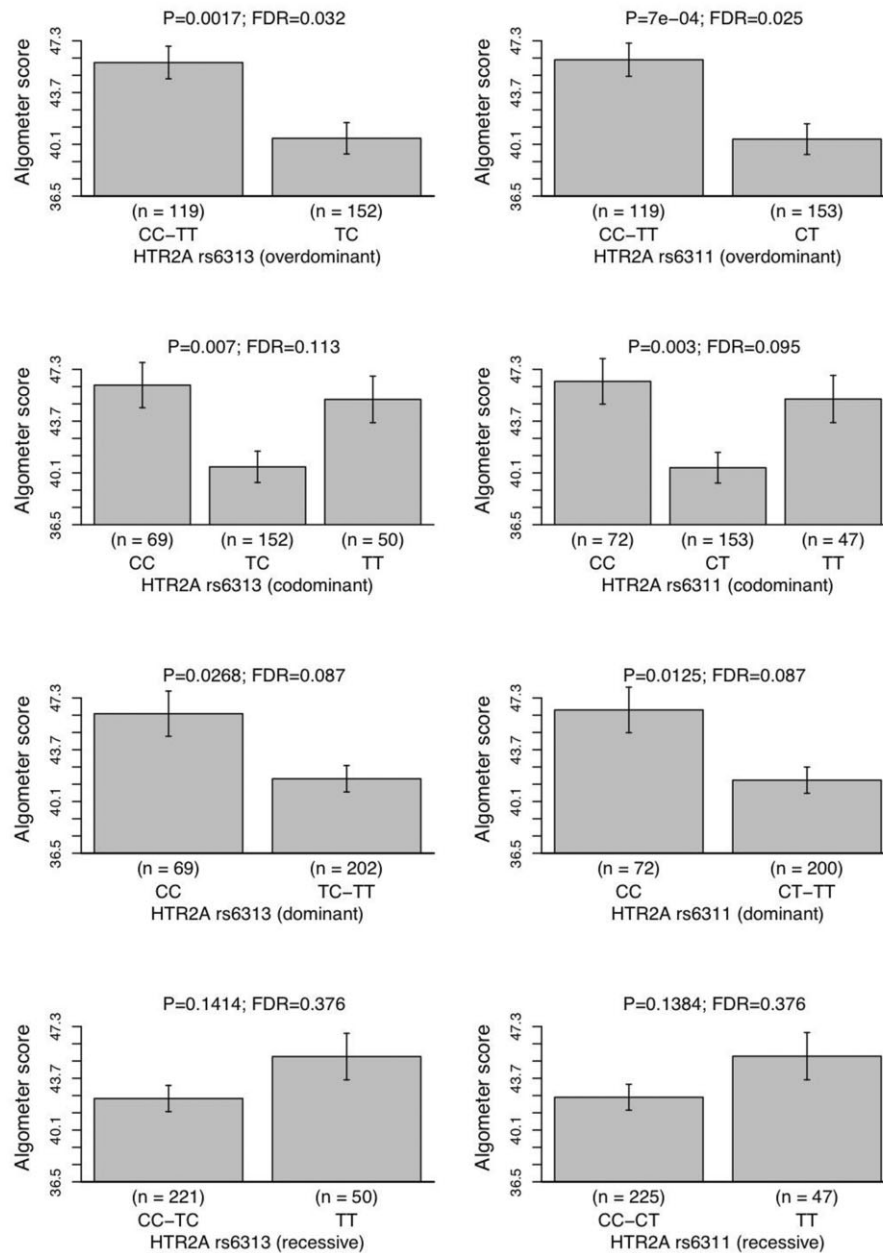 P=0.0017; FDR=0.032
Algometer score
47.3
43.7
40.1
36.5
(n = 119) (n = 152)
CC−TT TC
HTR2A rs6313 (overdominant)
P=7e−04; FDR=0.025
Algometer score
47.3
43.7
40.1
36.5
(n = 119) (n = 153)
CC−TT CT
HTR2A rs6311 (overdominant)
P=0.007; FDR=0.113
Algometer score
47.3
43.7
40.1
36.5
(n = 69) (n = 152) (n = 50)
CC TC TT
HTR2A rs6313 (codominant)
P=0.003; FDR=0.095
Algometer score
47.3
43.7
40.1
36.5
(n = 72) (n = 153) (n = 47)
CC CT TT
HTR2A rs6311 (codominant)
P=0.0268; FDR=0.087
Algometer score
47.3
43.7
40.1
36.5
(n = 69) (n = 202)
CC TC−TT
HTR2A rs6313 (dominant)
P=0.0125; FDR=0.087
Algometer score
47.3
43.7
40.1
36.5
(n = 72) (n = 200)
CC CT−TT
HTR2A rs6311 (dominant)
P=0.1414; FDR=0.376
Algometer score
47.3
43.7
40.1
36.5
(n = 221) (n = 50)
CC−TC TT
HTR2A rs6313 (recessive)
P=0.1384; FDR=0.376
Algometer score
47.3
43.7
40.1
36.5
(n = 225) (n = 47)
CC−CT TT
HTR2A rs6311 (recessive)